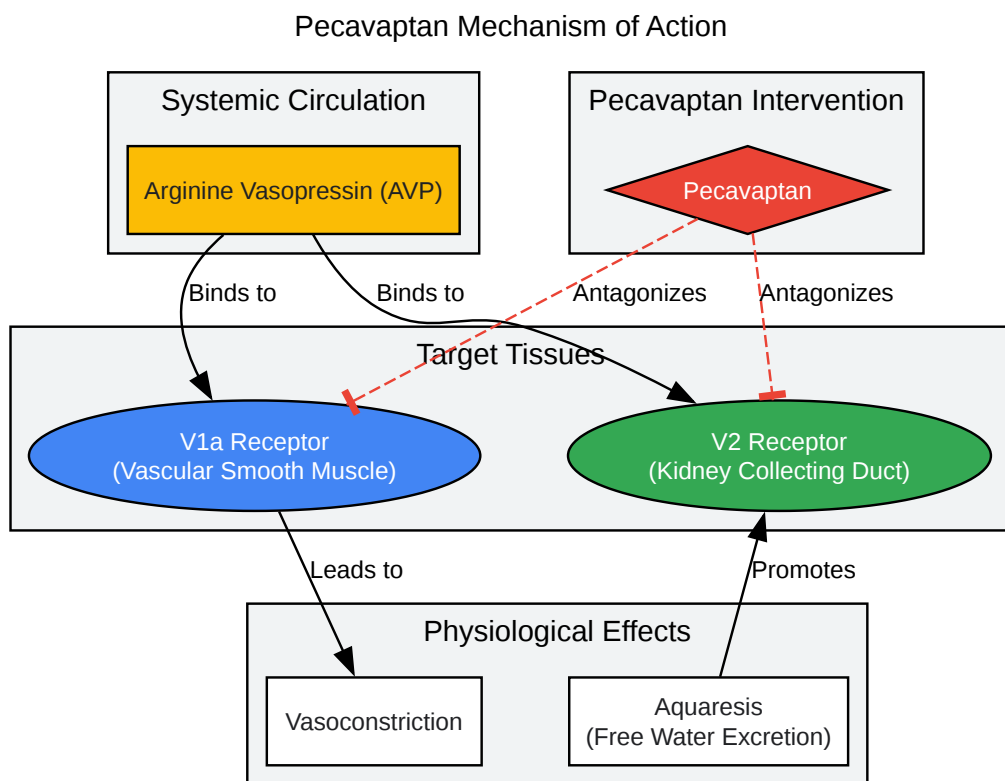 Pecavaptan Mechanism of Action
Systemic Circulation
Pecavaptan Intervention
Arginine Vasopressin (AVP)
Pecavaptan
Binds to
Binds to
Antagonizes
Antagonizes
Target Tissues
V1a Receptor
(Vascular Smooth Muscle)
V2 Receptor
(Kidney Collecting Duct)
Leads to
Promotes
Physiological Effects
Vasoconstriction
Aquaresis
(Free Water Excretion)